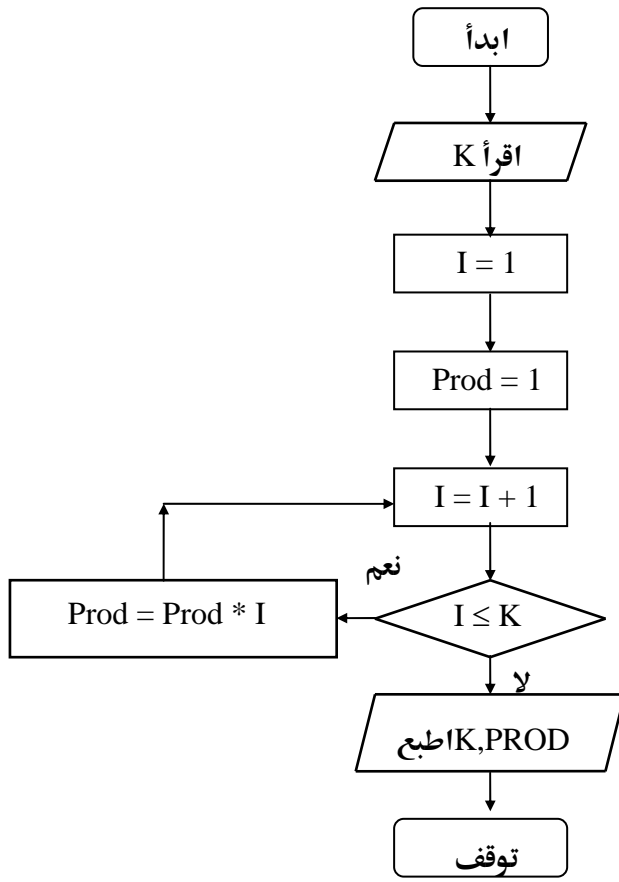 ابدأ
اقرأ K
I = 1
Prod = 1
I = I + 1
نعم
Prod = Prod * I
I ≤ K
لا
اطبعK,PROD
توقف